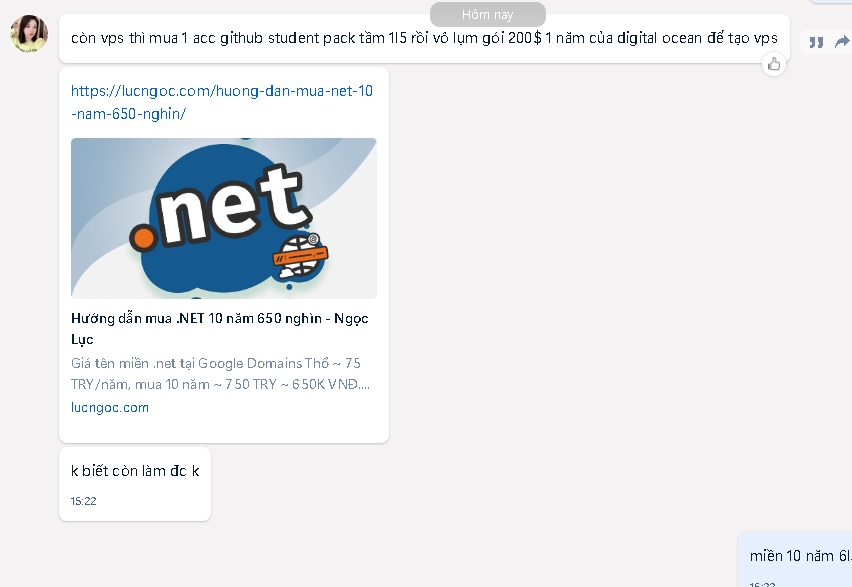 Hôm nay
còn vps thì mua 1 acc github student pack tầm 1l5 rồi vô lụm gói 200$ 1 năm của digital ocean để tạo vps
https://lucngoc.com/huong-dan-mua-net-10
-nam-650-nghin/
.net
Hướng dẫn mua .NET 10 năm 650 nghìn - Ngọc
Lục
Giá tên miền .net tại Google Domains Thổ ~ 75
TRY/năm, mua 10 năm ~ 750 TRY ~ 650K VNĐ....
lucngoc.com
k biết còn làm đc k
15:22
miền 10 năm 6l